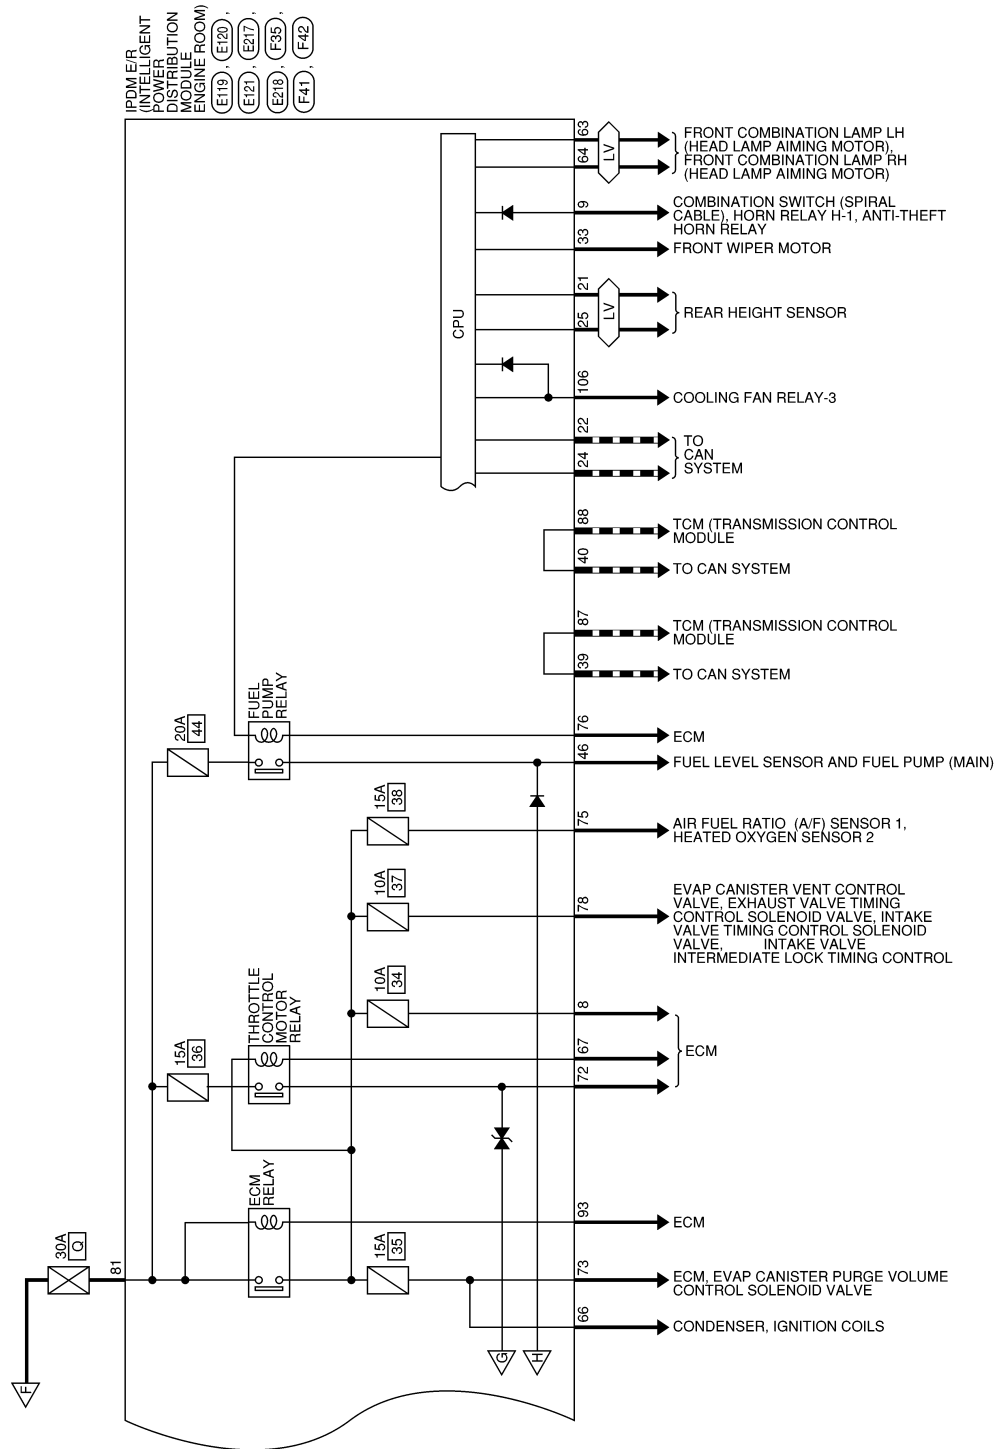 IPDM E/R
(INTELLIGENT
POWER
DISTRIBUTION
MODULE
ENGINE ROOM)
E119 , E120 ,
E121 , E217 ,
E218 , F35 ,
F41 , F42
63
64
LV
FRONT COMBINATION LAMP LH
(HEAD LAMP AIMING MOTOR),
FRONT COMBINATION LAMP RH
(HEAD LAMP AIMING MOTOR)
9
COMBINATION SWITCH (SPIRAL
CABLE), HORN RELAY H-1, ANTI-THEFT
HORN RELAY
33
FRONT WIPER MOTOR
CPU
21
25
LV
REAR HEIGHT SENSOR
106
COOLING FAN RELAY-3
22
24
TO
CAN
SYSTEM
88
TCM (TRANSMISSION CONTROL
MODULE
40
TO CAN SYSTEM
87
TCM (TRANSMISSION CONTROL
MODULE
39
TO CAN SYSTEM
20A
44
FUEL
PUMP
RELAY
76
ECM
46
FUEL LEVEL SENSOR AND FUEL PUMP (MAIN)
15A
38
75
AIR FUEL RATIO (A/F) SENSOR 1,
HEATED OXYGEN SENSOR 2
10A
37
78
EVAP CANISTER VENT CONTROL
VALVE, EXHAUST VALVE TIMING
CONTROL SOLENOID VALVE, INTAKE
VALVE TIMING CONTROL SOLENOID
VALVE, INTAKE VALVE
INTERMEDIATE LOCK TIMING CONTROL
10A
34
8
15A
36
THROTTLE
CONTROL
MOTOR
RELAY
67
72
ECM
ECM
RELAY
93
ECM
30A
Q
81
15A
35
73
ECM, EVAP CANISTER PURGE VOLUME
CONTROL SOLENOID VALVE
66
CONDENSER, IGNITION COILS
G
H
F